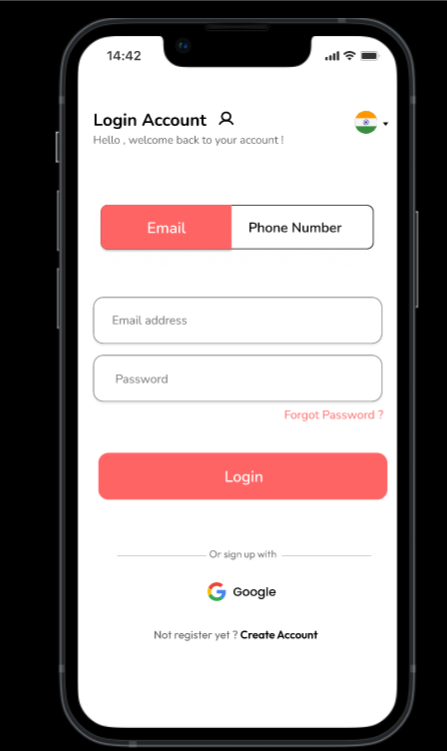 14:42
Login Account
Hello , welcome back to your account !
Email
Phone Number
Email address
Password
Forgot Password ?
Login
Or sign up with
Google
Not register yet ? Create Account